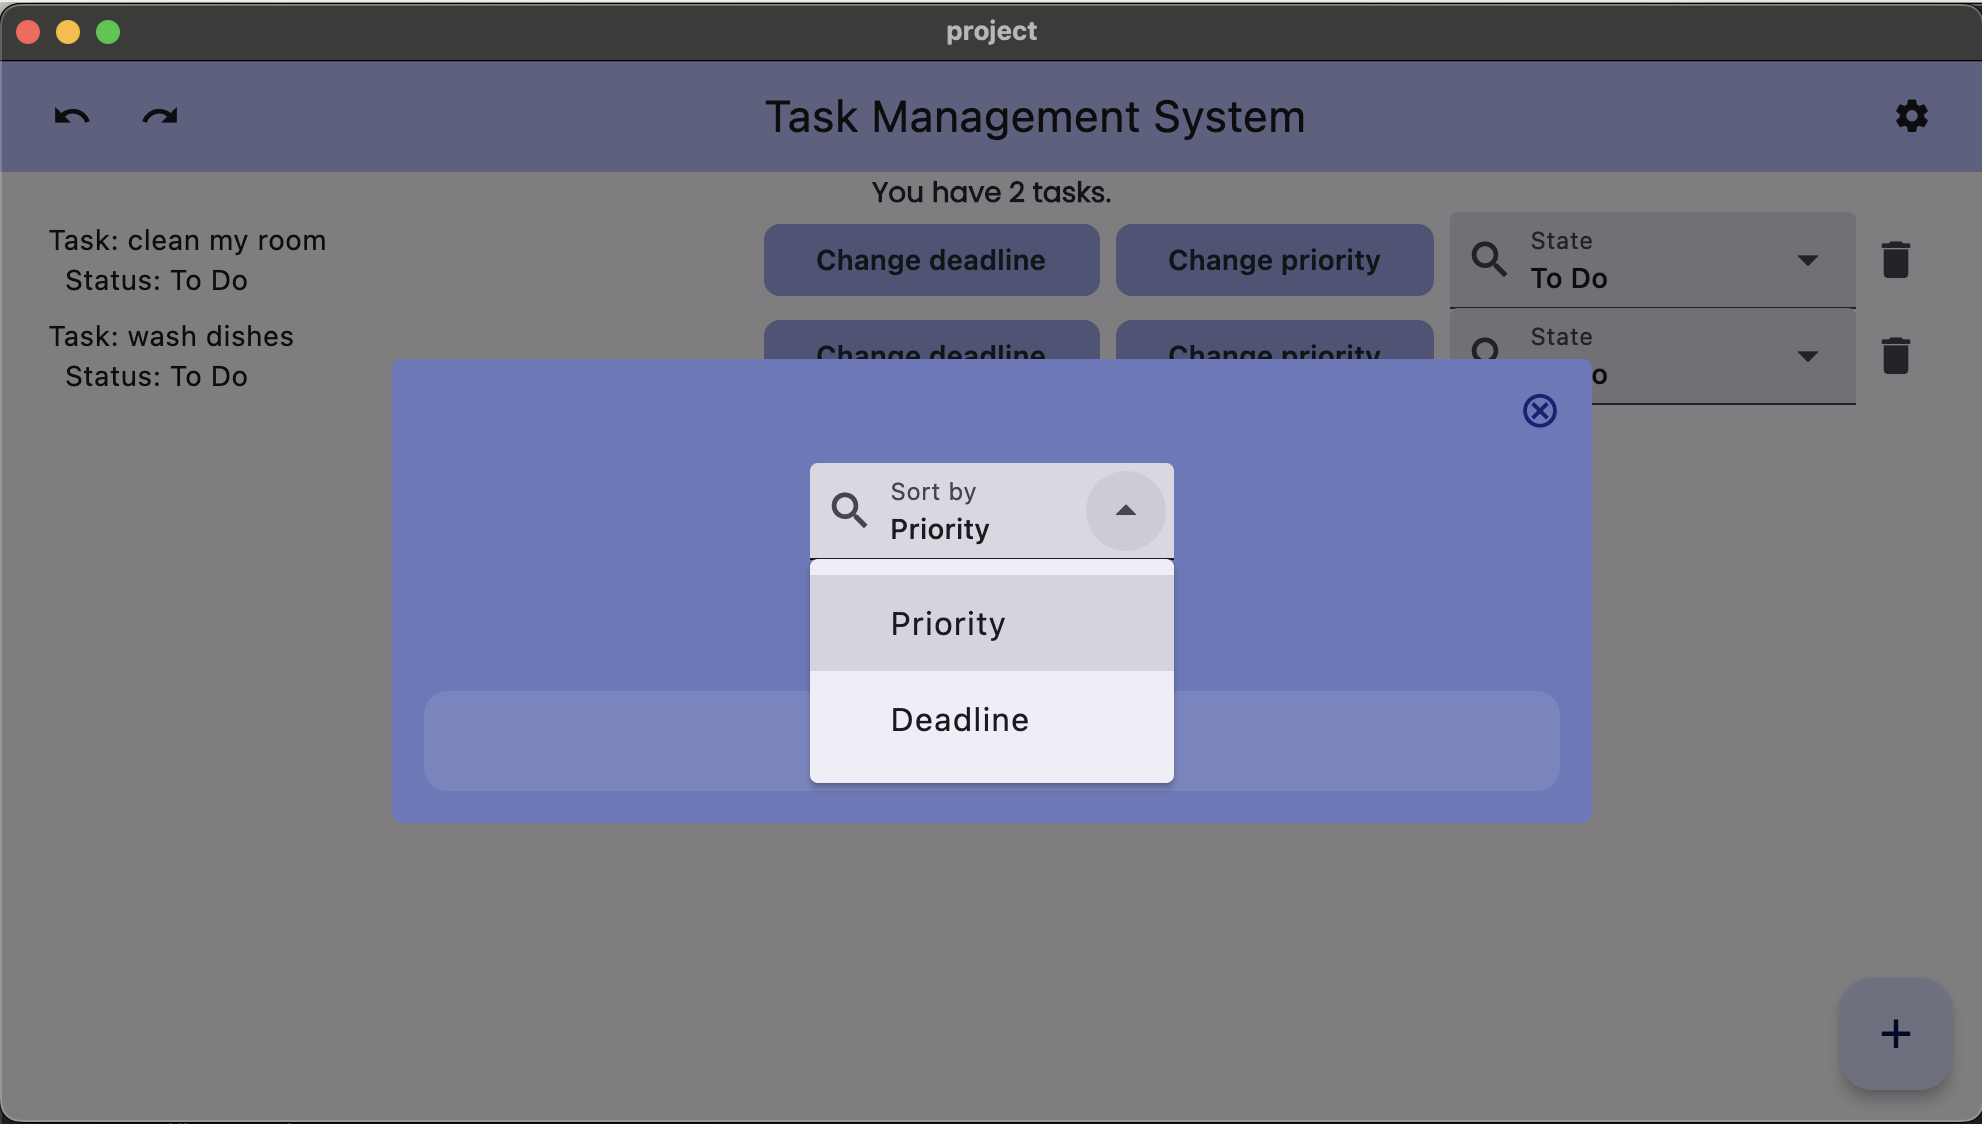 project
Task Management System
You have 2 tasks.
Task: clean my room
Status: To Do
Change deadline
Change priority
State
To Do
Task: wash dishes
Status: To Do
Change deadline
Change priority
State
Sort by
Priority
Priority
Deadline